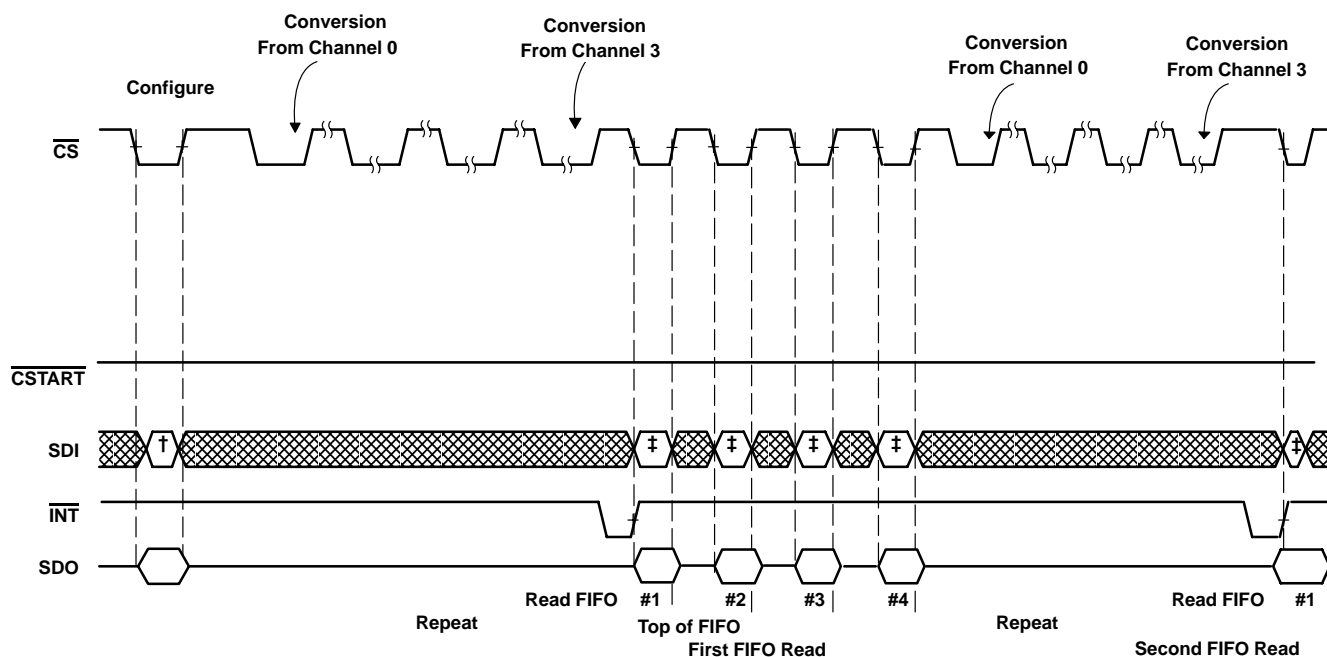 Conversion
From Channel 0
Conversion
From Channel 3
Conversion
From Channel 0
Conversion
From Channel 3
Configure
CS
CSTART
SDI
†
‡
‡
‡
‡
‡
INT
SDO
Read FIFO
#1
#2
#3
#4
Read FIFO
#1
Repeat
Top of FIFO
Repeat
First FIFO Read
Second FIFO Read